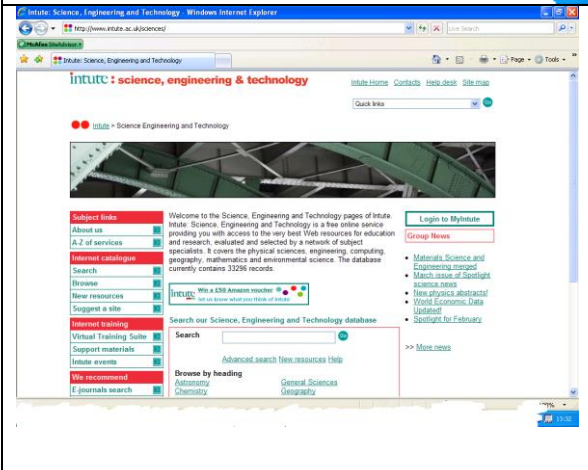 Intute: Science, Engineering and Technology - Windows Internet Explorer
http://www.intute.ac.uk/sciences/
Live Search
McAfee SiteAdvisor
Intute: Science, Engineering and Technology
Page
Tools
intute : science, engineering & technology
Intute Home Contacts Help desk Site map
Quick links
Go
Intute > Science Engineering and Technology
Subject links
About us
A-Z of services
Internet catalogue
Search
Browse
New resources
Suggest a site
Internet training
Virtual Training Suite
Support materials
Intute events
We recommend
E-journals search
Welcome to the Science, Engineering and Technology pages of Intute.
Intute: Science, Engineering and Technology is a free online service
providing you with access to the very best Web resources for education
and research, evaluated and selected by a network of subject
specialists. It covers the physical sciences, engineering, computing,
geography, mathematics and environmental science. The database
currently contains 33296 records.
intute Win a £50 Amazon voucher
let us know what you think of Intute
Search our Science, Engineering and Technology database
Search
Go
Advanced search New resources Help
Browse by heading
Astronomy General Sciences
Chemistry Geography
Login to MyIntute
Group News
Materials Science and
Engineering merged
March issue of Spotlight
science news
New physics abstracts!
World Economic Data
Updated!
Spotlight for February
>> More news
13:32